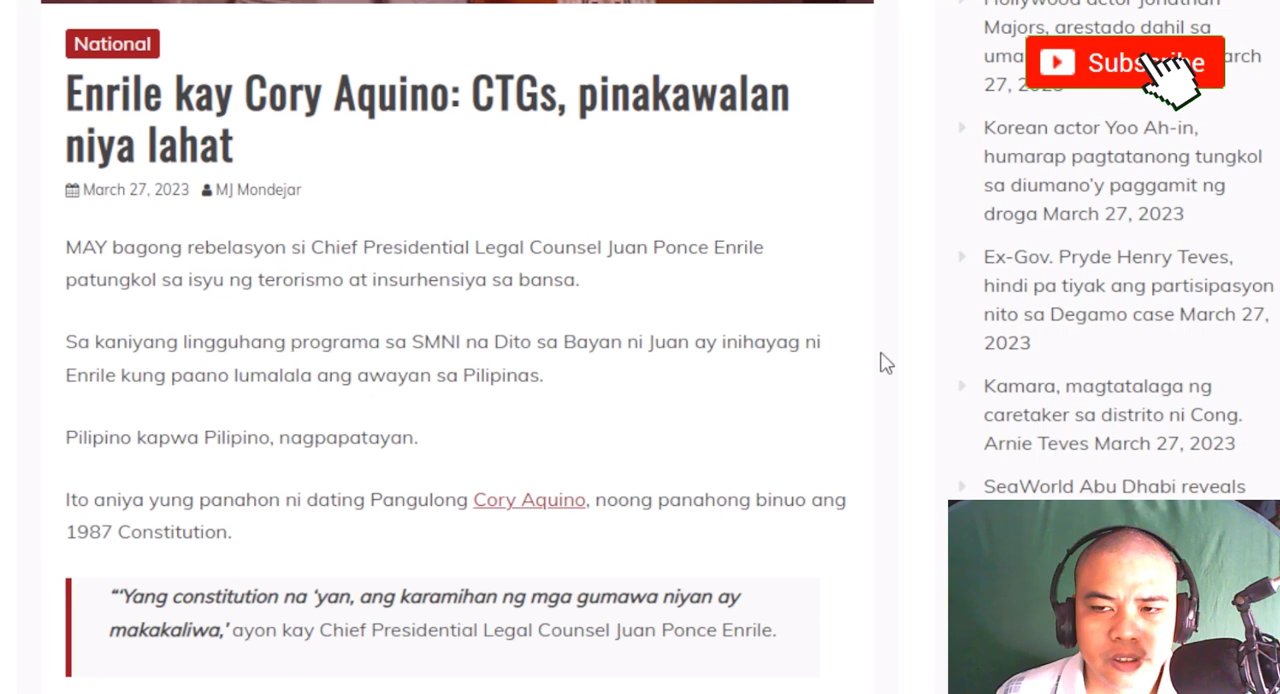 National
Enrile kay Cory Aquino: CTGs, pinakawalan
niya lahat
March 27, 2023 MJ Mondejar
MAY bagong rebelasyon si Chief Presidential Legal Counsel Juan Ponce Enrile
patungkol sa isyu ng terorismo at insurhensiya sa bansa.
Sa kaniyang lingguhang programa sa SMNI na Dito sa Bayan ni Juan ay inihayag ni
Enrile kung paano lumalala ang awayan sa Pilipinas.
Pilipino kapwa Pilipino, nagpapatayan.
Ito aniya yung panahon ni dating Pangulong Cory Aquino, noong panahong binuo ang
1987 Constitution.
“‘Yang constitution na ‘yan, ang karamihan ng mga gumawa niyan ay
makakaliwa,’ ayon kay Chief Presidential Legal Counsel Juan Ponce Enrile.
Hollywood actor Jonathan
Majors, arestado dahil sa
27, 2023
Subscribe
Korean actor Yoo Ah-in,
humarap pagtatanong tungkol
sa diumano'y paggamit ng
droga March 27, 2023
Ex-Gov. Pryde Henry Teves,
hindi pa tiyak ang partisipasyon
nito sa Degamo case March 27,
2023
Kamara, magtatalaga ng
caretaker sa distrito ni Cong.
Arnie Teves March 27, 2023
SeaWorld Abu Dhabi reveals